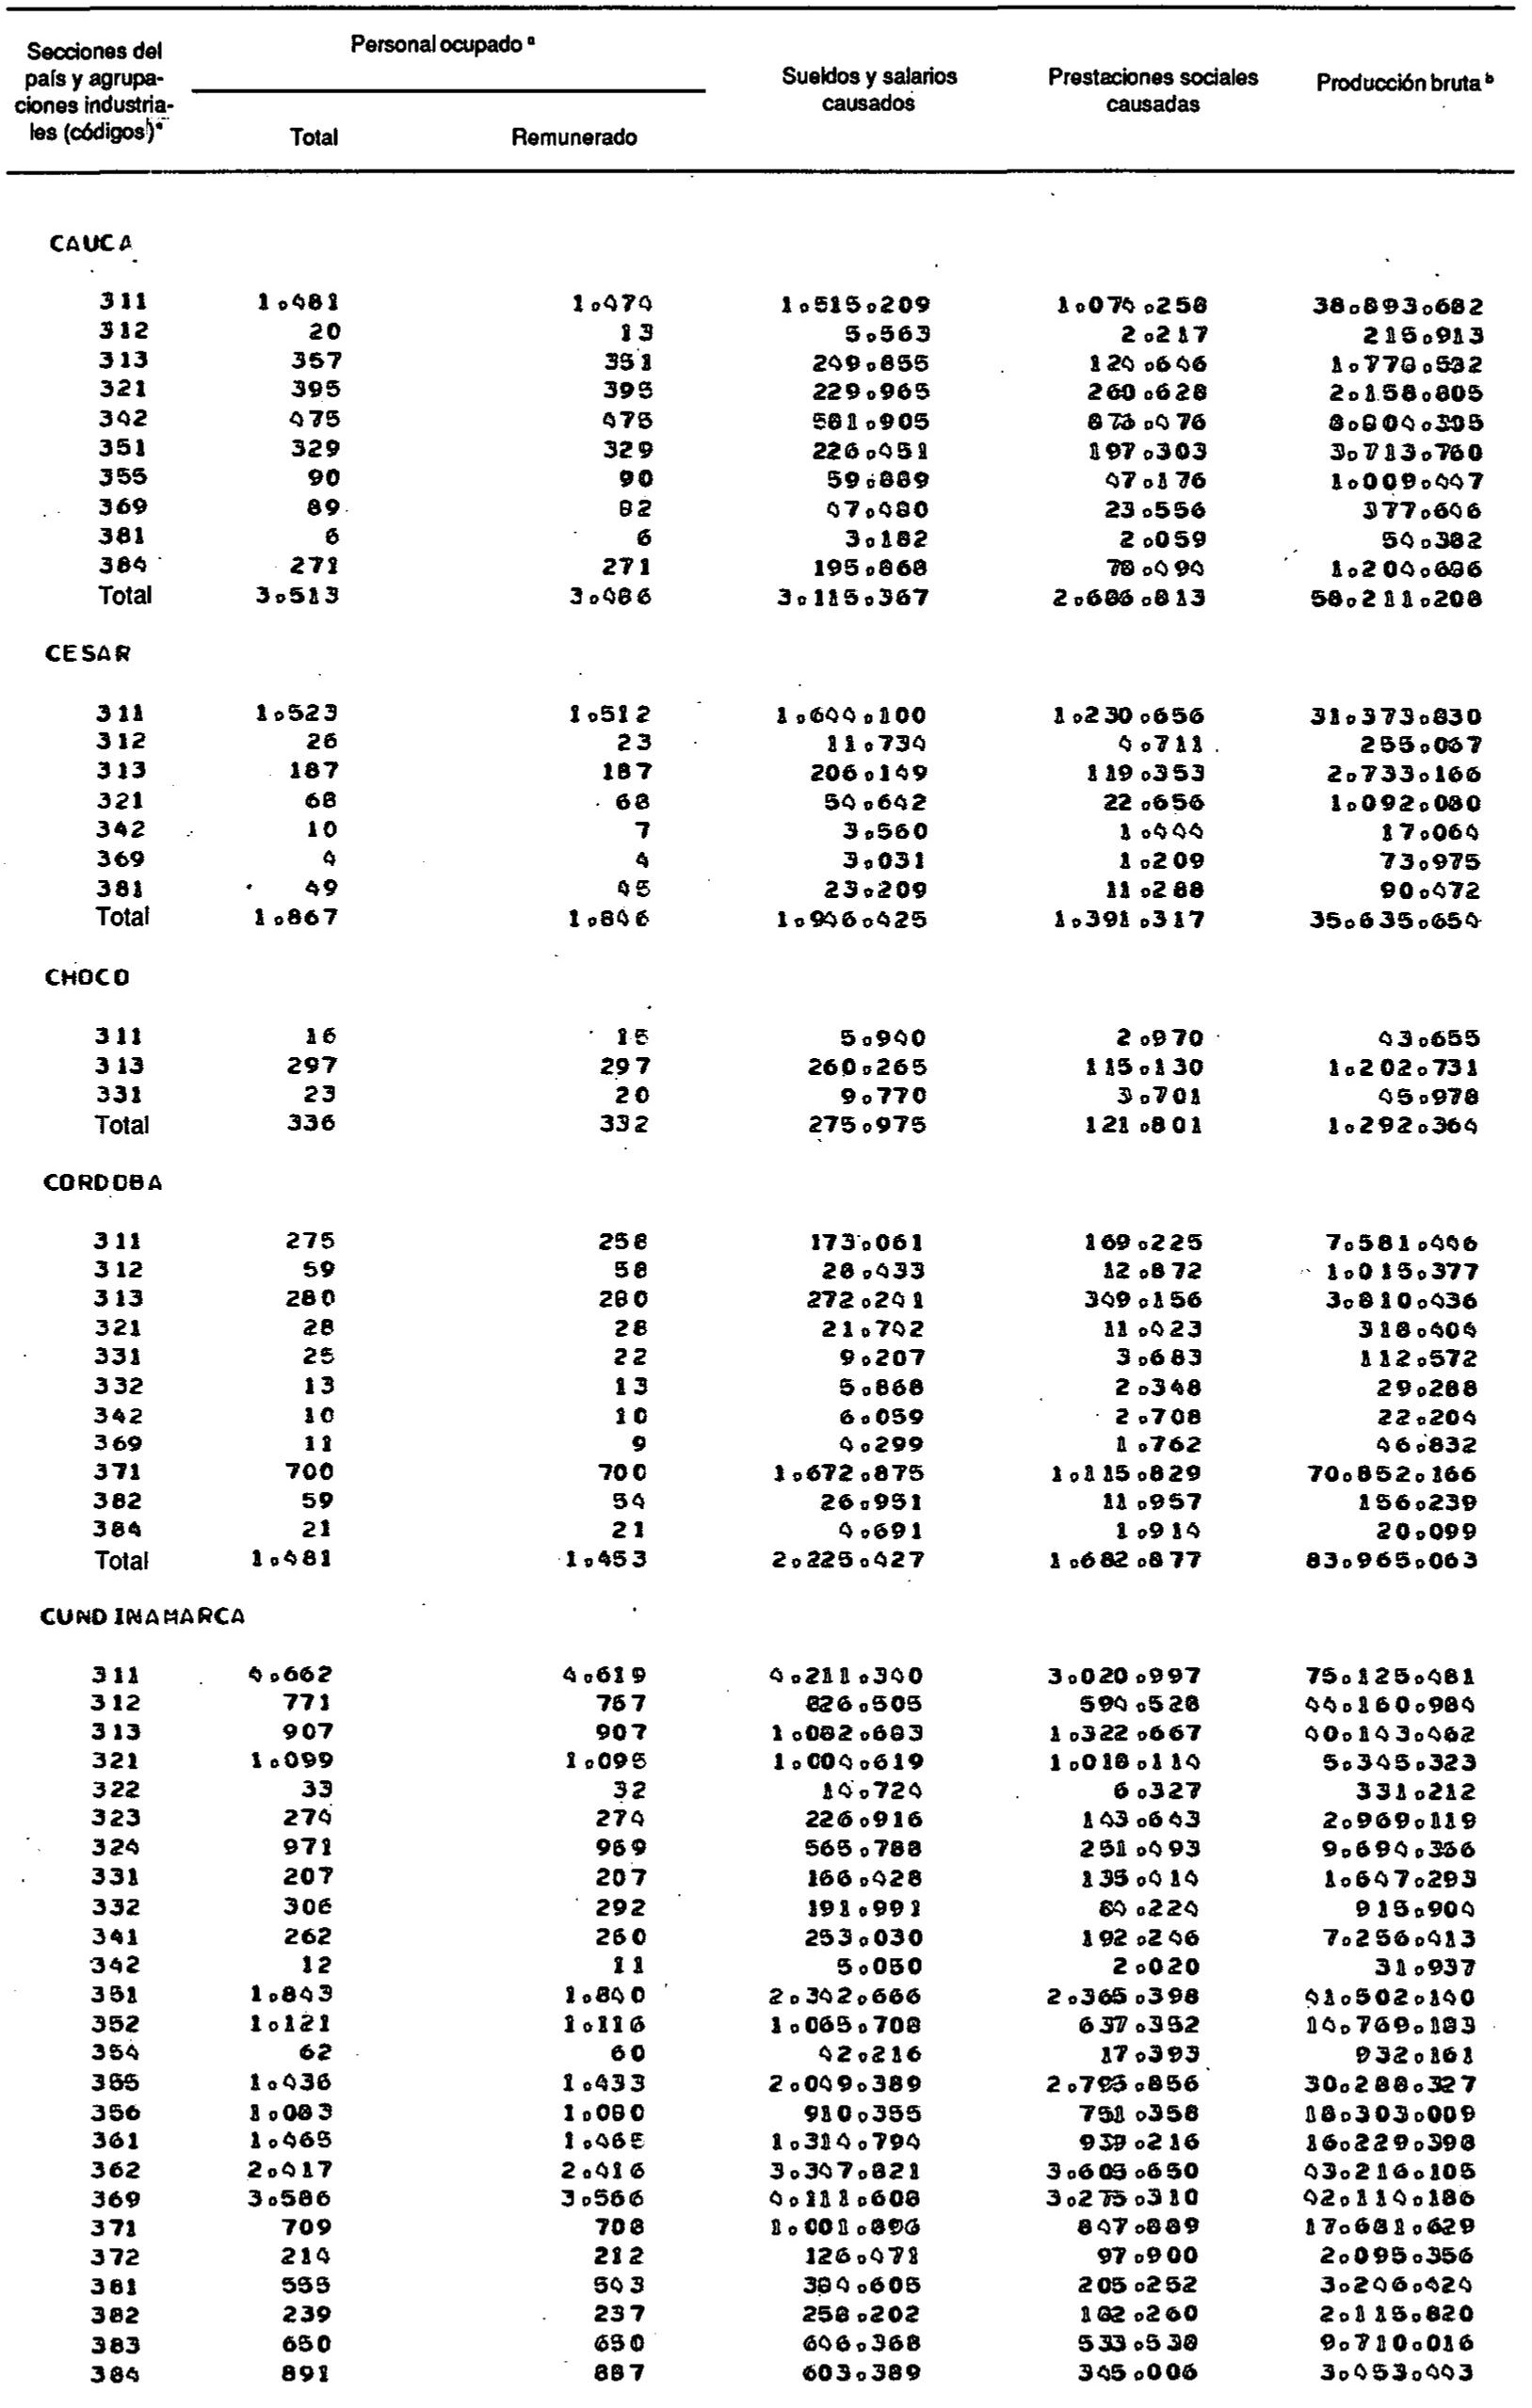 Secciones del país y agrupaciones industriales (códigos)*
Personal ocupado ª
Total
Remunerado
Sueldos y salarios causados
Prestaciones sociales causadas
Producción bruta ᵇ
CAUCA
311 1.481 1.474 1.515.209 1.074.258 38.893.682
312 20 13 5.563 2.217 215.913
313 357 351 249.855 124.646 1.778.532
321 395 395 229.965 260.628 2.158.805
342 475 475 581.905 876.476 8.804.355
351 329 329 226.451 197.303 3.713.760
355 90 90 59.889 47.176 1.009.447
369 89 82 47.480 23.556 377.646
381 6 6 3.182 2.059 54.382
384 271 271 195.868 78.494 1.204.686
Total 3.513 3.486 3.115.367 2.686.813 58.211.208
CESAR
311 1.523 1.512 1.644.100 1.230.656 31.373.830
312 26 23 11.734 4.711 255.067
313 187 187 206.149 119.353 2.733.166
321 68 68 54.642 22.656 1.092.080
342 10 7 3.560 1.444 17.064
369 4 4 3.031 1.209 73.975
381 49 45 23.209 11.288 90.472
Total 1.867 1.846 1.946.425 1.391.317 35.635.654
CHOCO
311 16 15 5.940 2.970 43.655
313 297 297 260.265 115.130 1.202.731
331 23 20 9.770 3.701 45.978
Total 336 332 275.975 121.801 1.292.364
CORDOBA
311 275 258 173.061 169.225 7.581.446
312 59 58 28.433 12.872 1.015.377
313 280 280 272.241 349.156 3.810.436
321 28 28 21.742 11.423 318.404
331 25 22 9.207 3.683 112.572
332 13 13 5.868 2.348 29.288
342 10 10 6.059 2.708 22.204
369 11 9 4.299 1.762 46.832
371 700 700 1.672.875 1.115.829 70.852.166
382 59 54 26.951 11.957 156.239
384 21 21 4.691 1.914 20.099
Total 1.481 1.453 2.225.427 1.682.877 83.965.063
CUNDINAMARCA
311 4.662 4.619 4.211.340 3.020.997 75.125.481
312 771 767 826.505 594.528 44.160.984
313 907 907 1.082.683 1.322.667 40.143.462
321 1.099 1.095 1.004.619 1.018.114 5.345.323
322 33 32 14.724 6.327 331.212
323 274 274 226.916 143.643 2.969.119
324 971 969 565.788 251.493 9.694.366
331 207 207 166.428 135.414 1.647.293
332 306 292 191.991 84.224 915.904
341 262 260 253.030 192.246 7.256.413
342 12 11 5.050 2.020 31.937
351 1.843 1.840 2.342.666 2.365.398 41.502.140
352 1.121 1.116 1.065.708 637.352 14.769.183
354 62 60 42.216 17.393 932.161
355 1.436 1.433 2.049.389 2.795.856 30.288.327
356 1.083 1.080 910.355 751.358 18.303.009
361 1.465 1.465 1.314.794 939.216 16.229.398
362 2.417 2.416 3.347.821 3.605.650 43.216.105
369 3.586 3.566 4.111.608 3.275.310 42.114.186
371 709 708 1.001.896 847.889 17.681.629
372 214 212 126.471 97.900 2.095.356
381 555 543 384.605 205.252 3.246.424
382 239 237 258.202 182.260 2.115.820
383 650 650 646.368 533.538 9.710.016
384 891 887 603.389 345.006 3.453.443